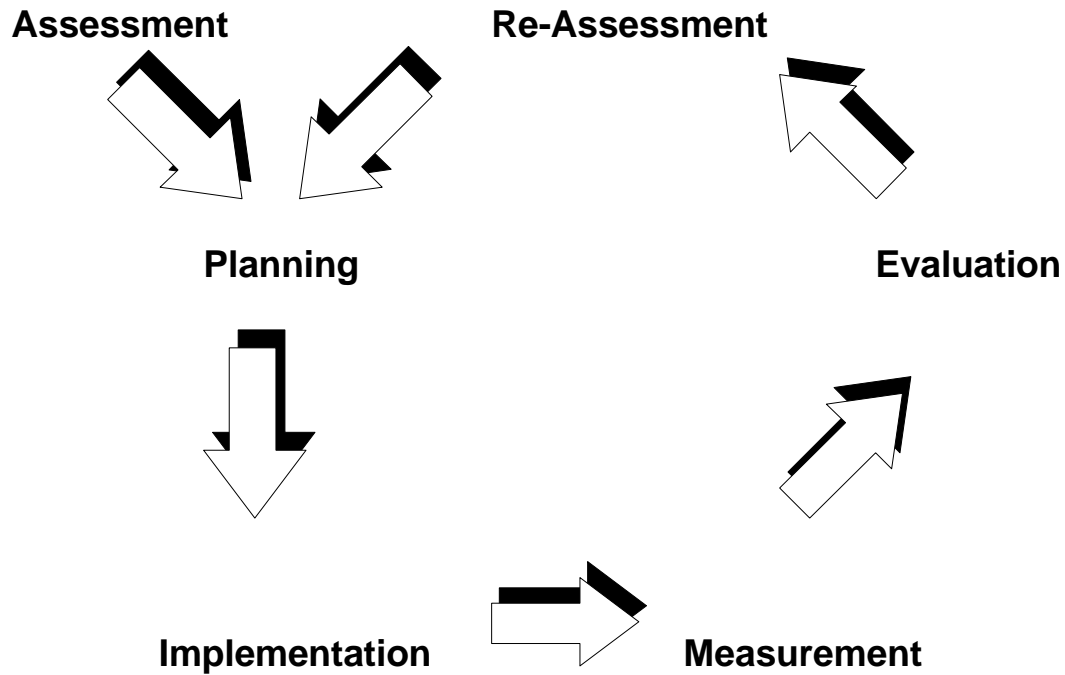 Assessment
Re-Assessment
Planning
Evaluation
Implementation
Measurement